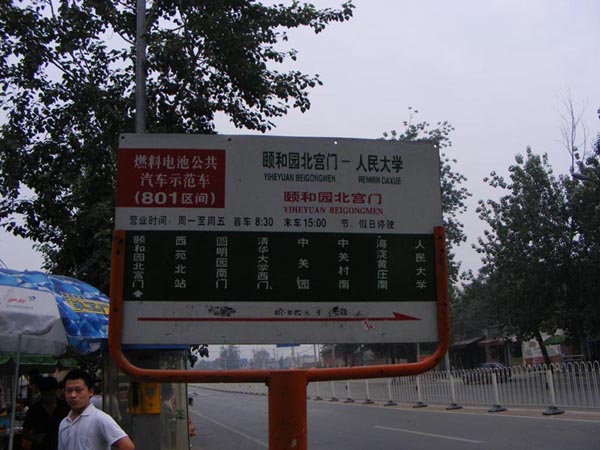 燃料电池公共
汽车示范车
(801区间)
颐和园北宫门－人民大学
YIHEYUAN BEIGONGMEN
RENMIN DAXUE
颐和园北宫门
YIHEYUAN BEIGONGMEN
营业时间: 周一至周五 首车 8:30 末车 15:00 节、假日停驶
颐和园北宫门
西苑北站
圆明园南门
清华大学西门
中关园
中关村南
海淀黄庄南
人民大学